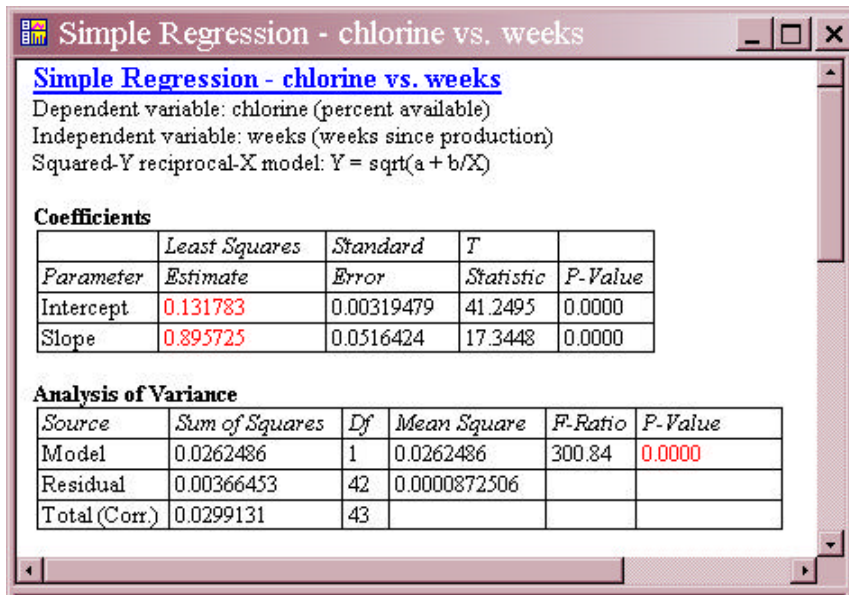 Simple Regression - chlorine vs. weeks
Simple Regression - chlorine vs. weeks
Dependent variable: chlorine (percent available)
Independent variable: weeks (weeks since production)
Squared-Y reciprocal-X model: Y = sqrt(a + b/X)
Coefficients
Least Squares Standard T
Parameter Estimate Error Statistic P-Value
Intercept 0.131783 0.00319479 41.2495 0.0000
Slope 0.895725 0.0516424 17.3448 0.0000
Analysis of Variance
Source Sum of Squares Df Mean Square F-Ratio P-Value
Model 0.0262486 1 0.0262486 300.84 0.0000
Residual 0.00366453 42 0.0000872506
Total (Corr.) 0.0299131 43